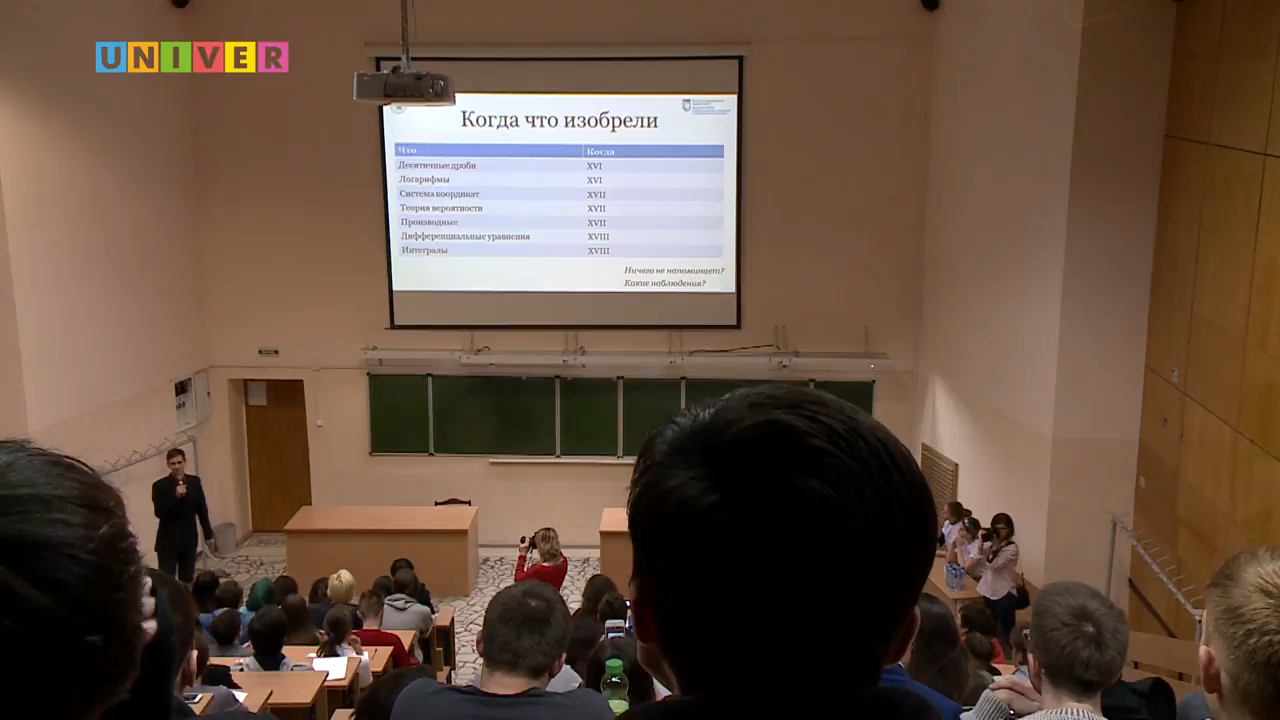 UNIVER
Когда что изобрели
Что Когда
Десятичные дроби XVI
Логарифмы XVI
Система координат XVII
Теория вероятности XVII
Производные XVII
Дифференциальные уравнения XVIII
Интегралы XVIII
Ничего не напоминает?
Какие наблюдения?